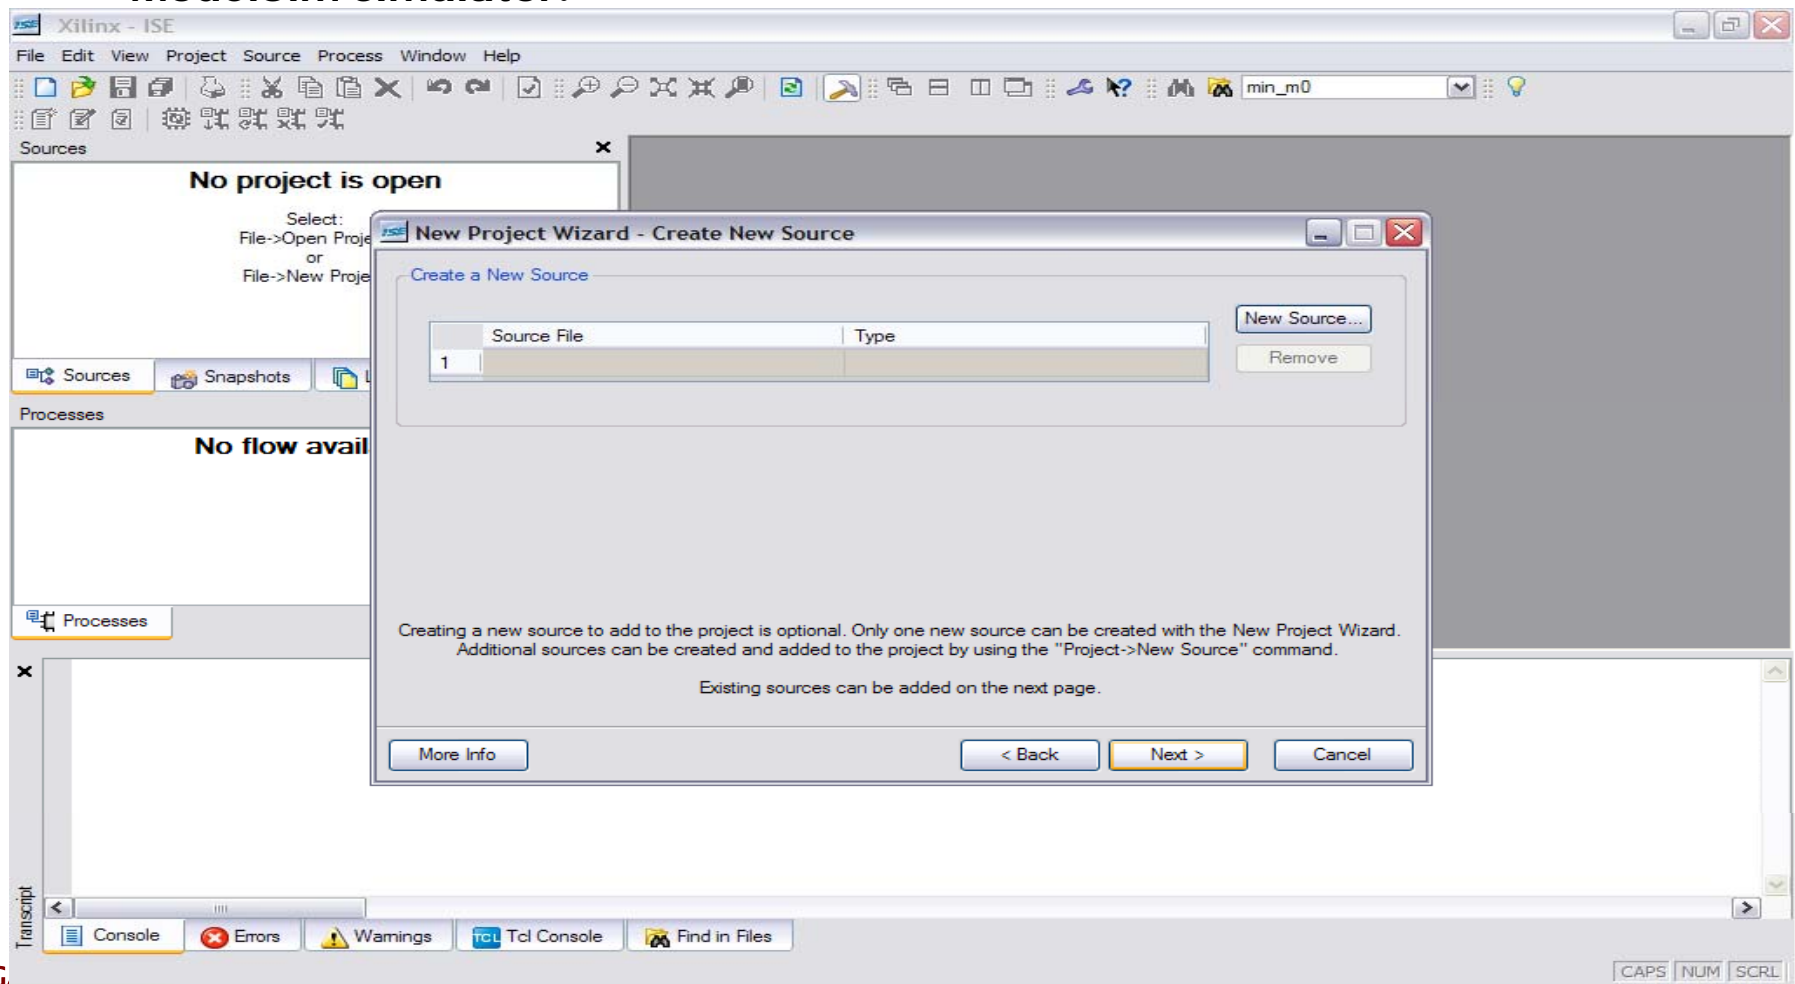 Xilinx - ISE
File Edit View Project Source Process Window Help
min_m0
Sources
No project is open
Select:
File->Open Proje
or
File->New Proje
Sources Snapshots L
Processes
No flow avail
Processes
New Project Wizard - Create New Source
Create a New Source
Source File Type
1
New Source...
Remove
Creating a new source to add to the project is optional. Only one new source can be created with the New Project Wizard.
Additional sources can be created and added to the project by using the "Project->New Source" command.
Existing sources can be added on the next page.
More Info < Back Next > Cancel
Transcript
Console Errors Warnings Tcl Console Find in Files
CAPS NUM SCRL